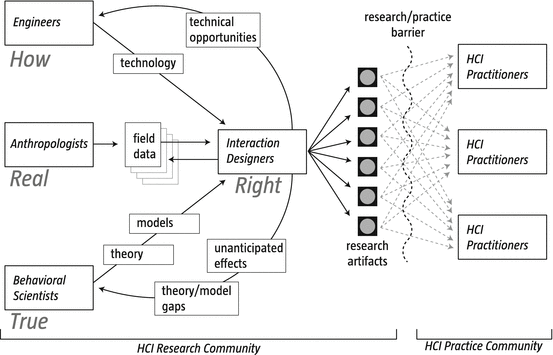 Engineers
How
technical
opportunities
technology
research/practice
barrier
HCI
Practitioners
Anthropologists
Real
field
data
Interaction
Designers
Right
HCI
Practitioners
models
theory
unanticipated
effects
research
artifacts
HCI
Practitioners
Behavioral
Scientists
True
theory/model
gaps
HCI Research Community
HCI Practice Community